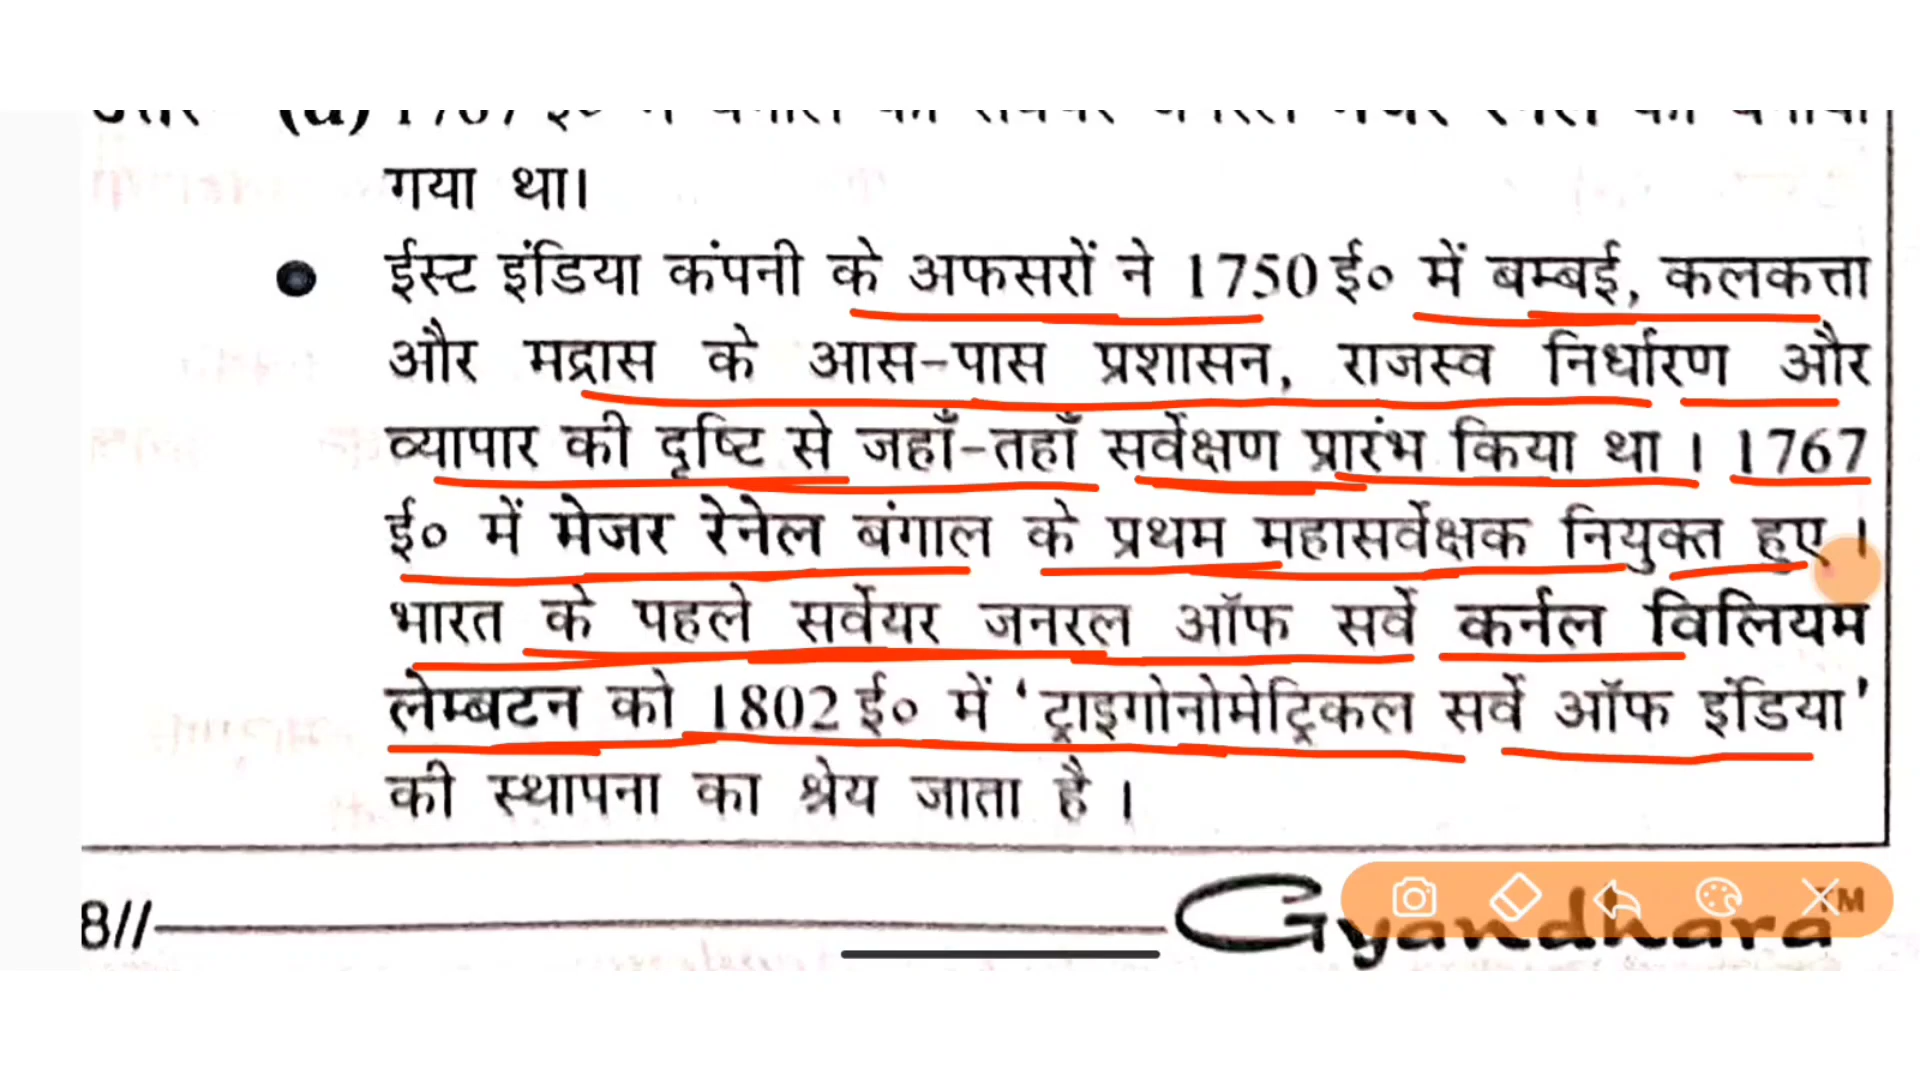 गया था।
● ईस्ट इंडिया कंपनी के अफसरों ने 1750 ई० में बम्बई, कलकत्ता
और मद्रास के आस-पास प्रशासन, राजस्व निर्धारण और
व्यापार की दृष्टि से जहाँ-तहाँ सर्वेक्षण प्रारंभ किया था। 1767
ई० में मेजर रेनेल बंगाल के प्रथम महासर्वेक्षक नियुक्त हुए।
भारत के पहले सर्वेयर जनरल ऑफ सर्वे कर्नल विलियम
लेम्बटन को 1802 ई० में 'ट्राइगोनोमेट्रिकल सर्वे ऑफ इंडिया'
की स्थापना का श्रेय जाता है।
8// Gyandhara TM